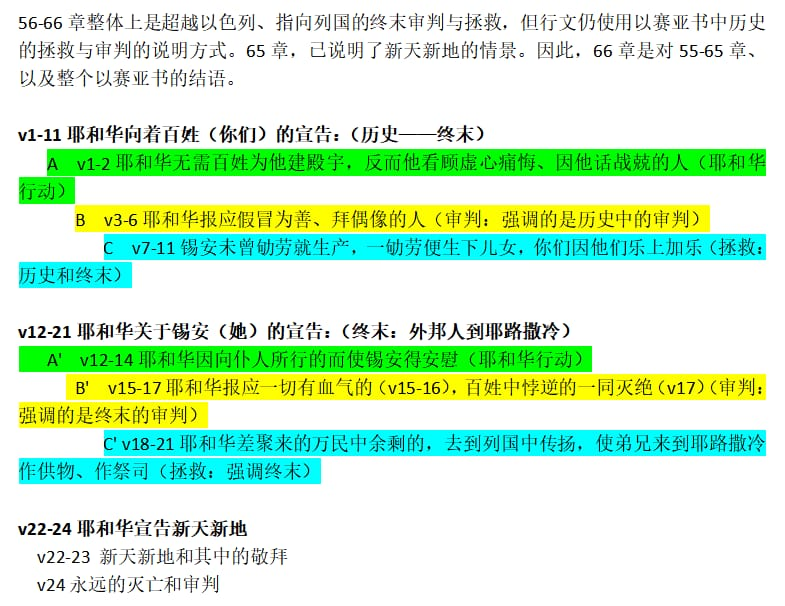 56-66 章整体上是超越以色列、指向列国的终末审判与拯救，但行文仍使用以赛亚书中历史
的拯救与审判的说明方式。65 章，已说明了新天新地的情景。因此，66 章是对 55-65 章、
以及整个以赛亚书的结语。
v1-11 耶和华向着百姓（你们）的宣告：（历史——终末）
A v1-2 耶和华无需百姓为他建殿宇，反而他看顾虚心痛悔、因他话战兢的人（耶和华
行动）
B v3-6 耶和华报应假冒为善、拜偶像的人（审判：强调的是历史中的审判）
C v7-11 锡安未曾劬劳就生产，一劬劳便生下儿女，你们因他们乐上加乐（拯救：
历史和终末）
v12-21 耶和华关于锡安（她）的宣告：（终末：外邦人到耶路撒冷）
A' v12-14 耶和华因向仆人所行的而使锡安得安慰（耶和华行动）
B' v15-17 耶和华报应一切有血气的（v15-16），百姓中悖逆的一同灭绝（v17）（审判：
强调的是终末的审判）
C' v18-21 耶和华差聚来的万民中余剩的，去到列国中传扬，使弟兄来到耶路撒冷
作供物、作祭司（拯救：强调终末）
v22-24 耶和华宣告新天新地
v22-23 新天新地和其中的敬拜
v24 永远的灭亡和审判